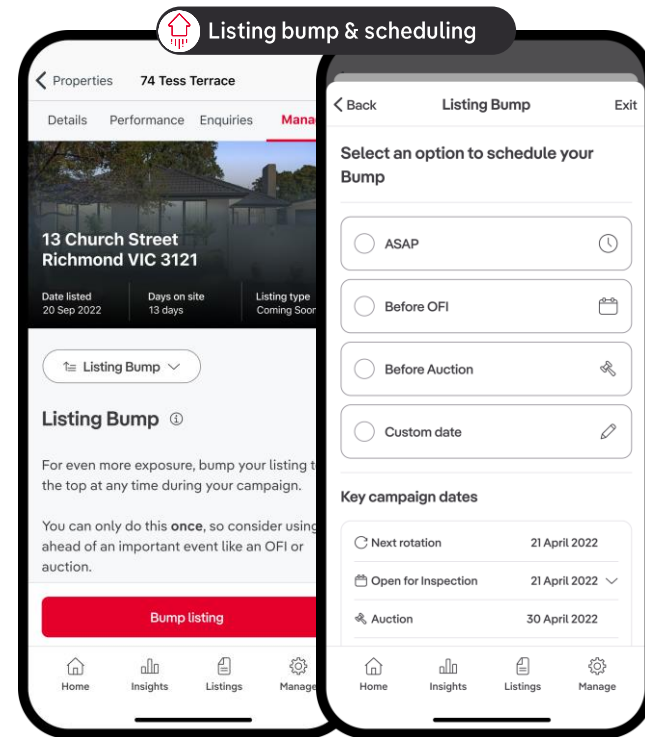 Listing bump & scheduling
Properties
74 Tess Terrace
Details Performance Enquiries Mana
13 Church Street
Richmond VIC 3121
Date listed Days on site Listing type
20 Sep 2022 13 days Coming Soon
Listing Bump
Listing Bump
For even more exposure, bump your listing t
the top at any time during your campaign.
You can only do this once, so consider using
ahead of an important event like an OFI or
auction.
Bump listing
Home Insights Listings Manage
Back Listing Bump Exit
Select an option to schedule your
Bump
ASAP
Before OFI
Before Auction
Custom date
Key campaign dates
Next rotation 21 April 2022
Open for Inspection 21 April 2022
Auction 30 April 2022
Home Insights Listings Manage